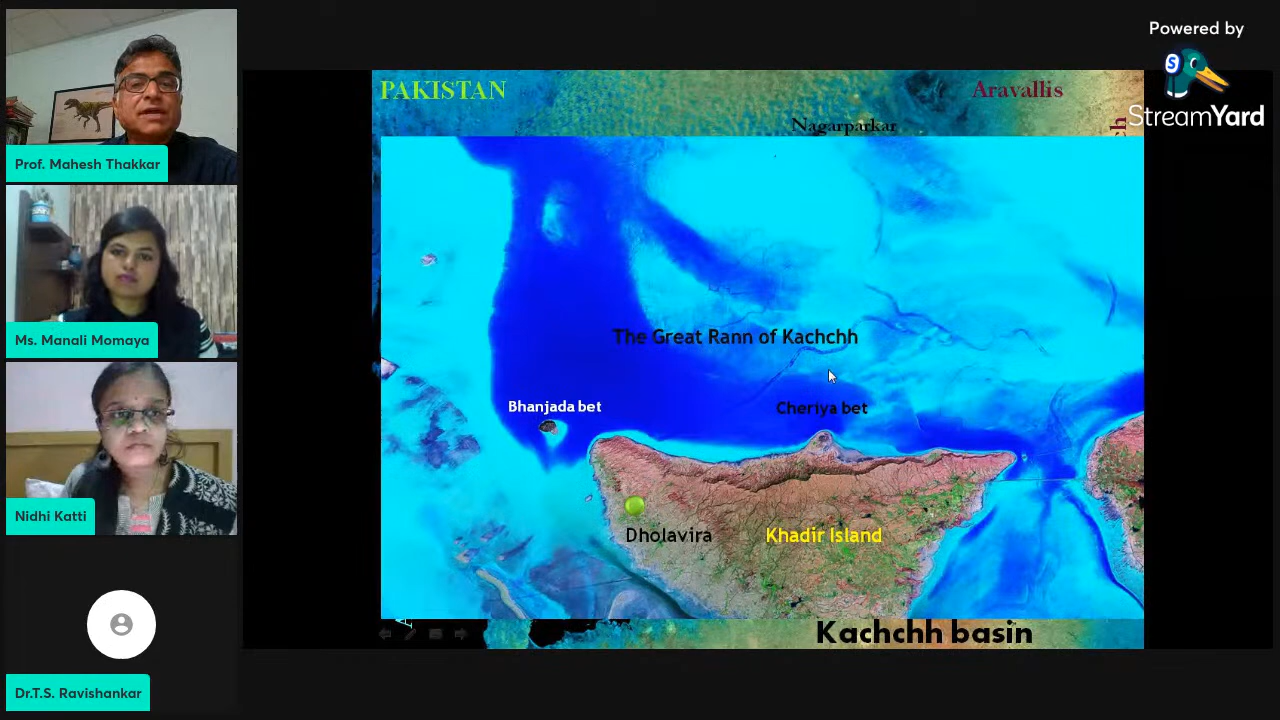 Powered by
StreamYard
Prof. Mahesh Thakkar
Ms. Manali Momaya
Nidhi Katti
Dr.T.S. Ravishankar
PAKISTAN
Aravallis
Nagarparkar
The Great Rann of Kachchh
Bhanjada bet
Cheriya bet
Dholavira
Khadir Island
Kachchh basin